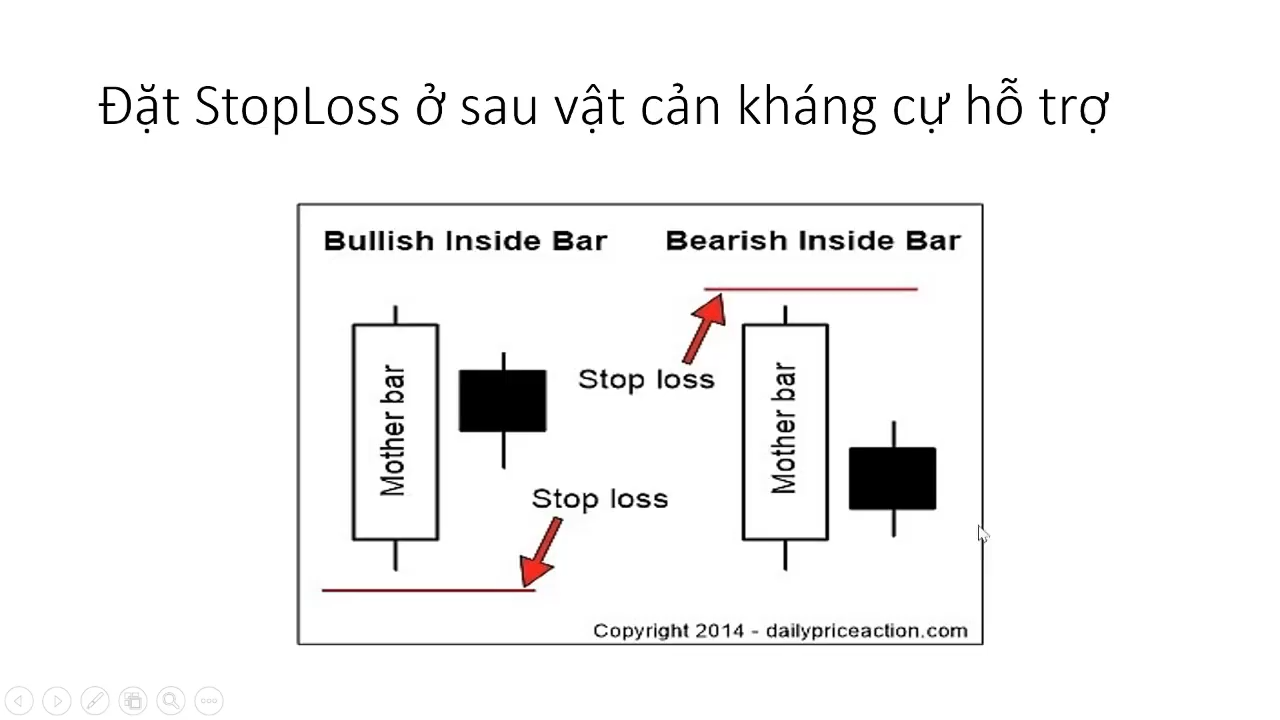 Đặt StopLoss ở sau vật cản kháng cự hỗ trợ
Bullish Inside Bar
Bearish Inside Bar
Mother bar
Stop loss
Stop loss
Mother bar
Copyright 2014 - dailypriceaction.com